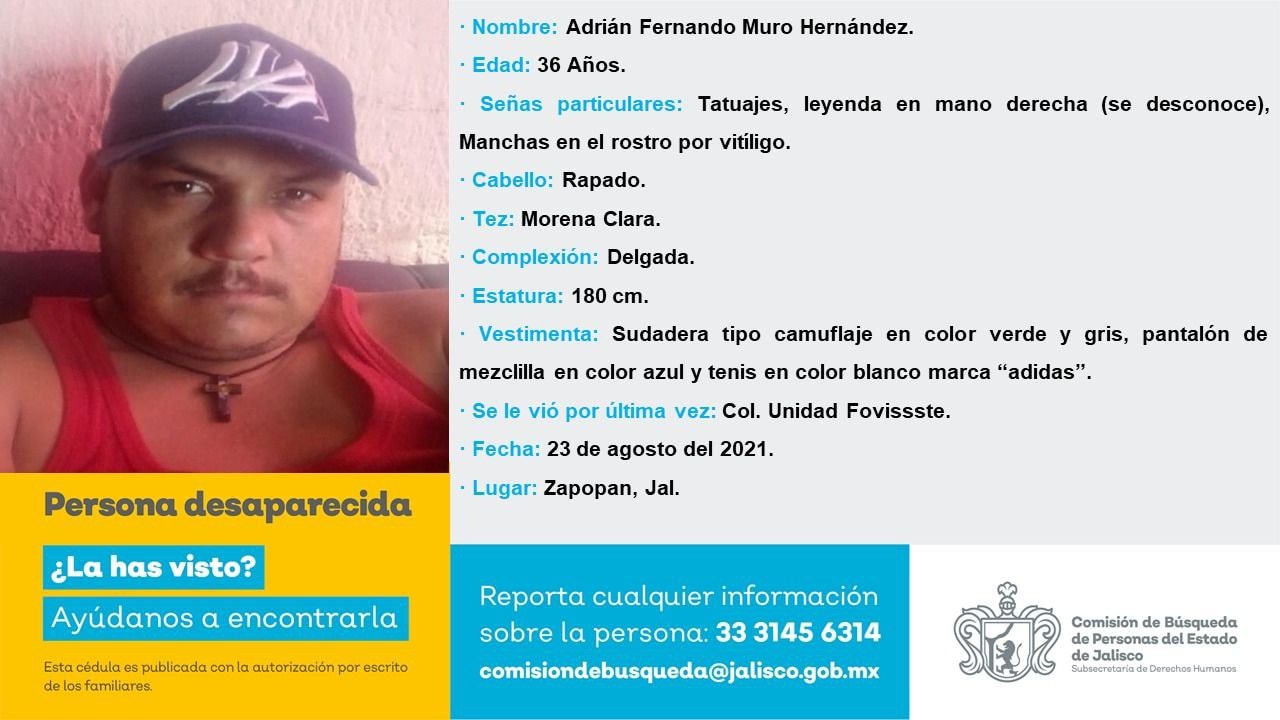 · Nombre: Adrián Fernando Muro Hernández.
· Edad: 36 Años.
· Señas particulares: Tatuajes, leyenda en mano derecha (se desconoce),
Manchas en el rostro por vitíligo.
· Cabello: Rapado.
· Tez: Morena Clara.
· Complexión: Delgada.
· Estatura: 180 cm.
· Vestimenta: Sudadera tipo camuflaje en color verde y gris, pantalón de
mezclilla en color azul y tenis en color blanco marca “adidas”.
· Se le vió por última vez: Col. Unidad Fovissste.
· Fecha: 23 de agosto del 2021.
· Lugar: Zapopan, Jal.
Persona desaparecida
¿La has visto?
Ayúdanos a encontrarla
Esta cédula es publicada con la autorización por escrito
de los familiares.
Reporta cualquier información
sobre la persona: 33 3145 6314
comisiondebusqueda@jalisco.gob.mx
Comisión de Búsqueda
de Personas del Estado
de Jalisco
Subsecretaría de Derechos Humanos